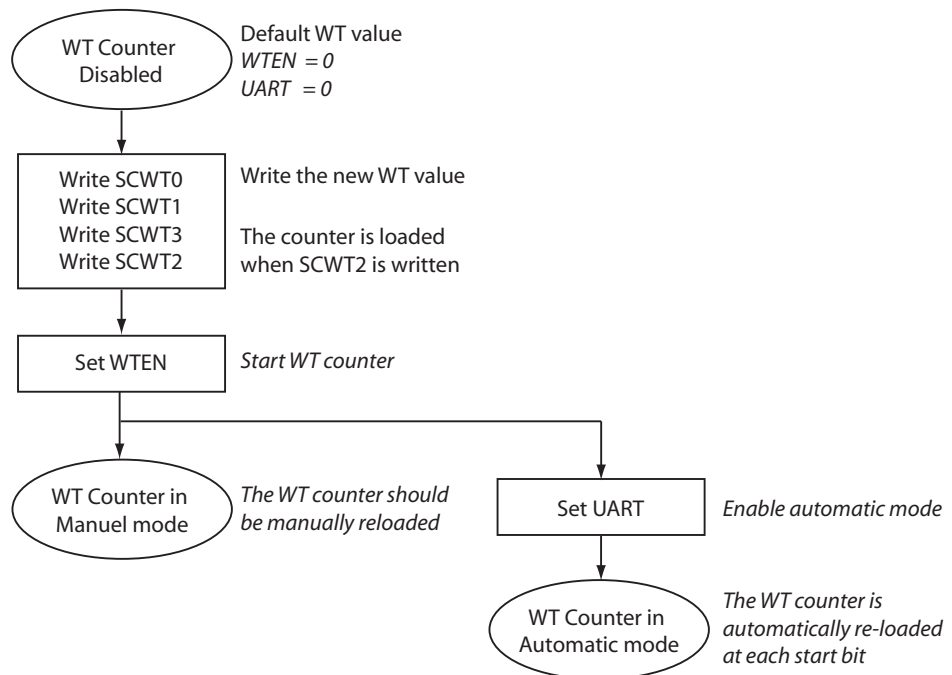 WT Counter
Disabled
Default WT value
WTEN = 0
UART = 0
Write SCWT0
Write SCWT1
Write SCWT3
Write SCWT2
Write the new WT value
The counter is loaded
when SCWT2 is written
Set WTEN
Start WT counter
WT Counter in
Manuel mode
The WT counter should
be manually reloaded
Set UART
Enable automatic mode
WT Counter in
Automatic mode
The WT counter is
automatically re-loaded
at each start bit